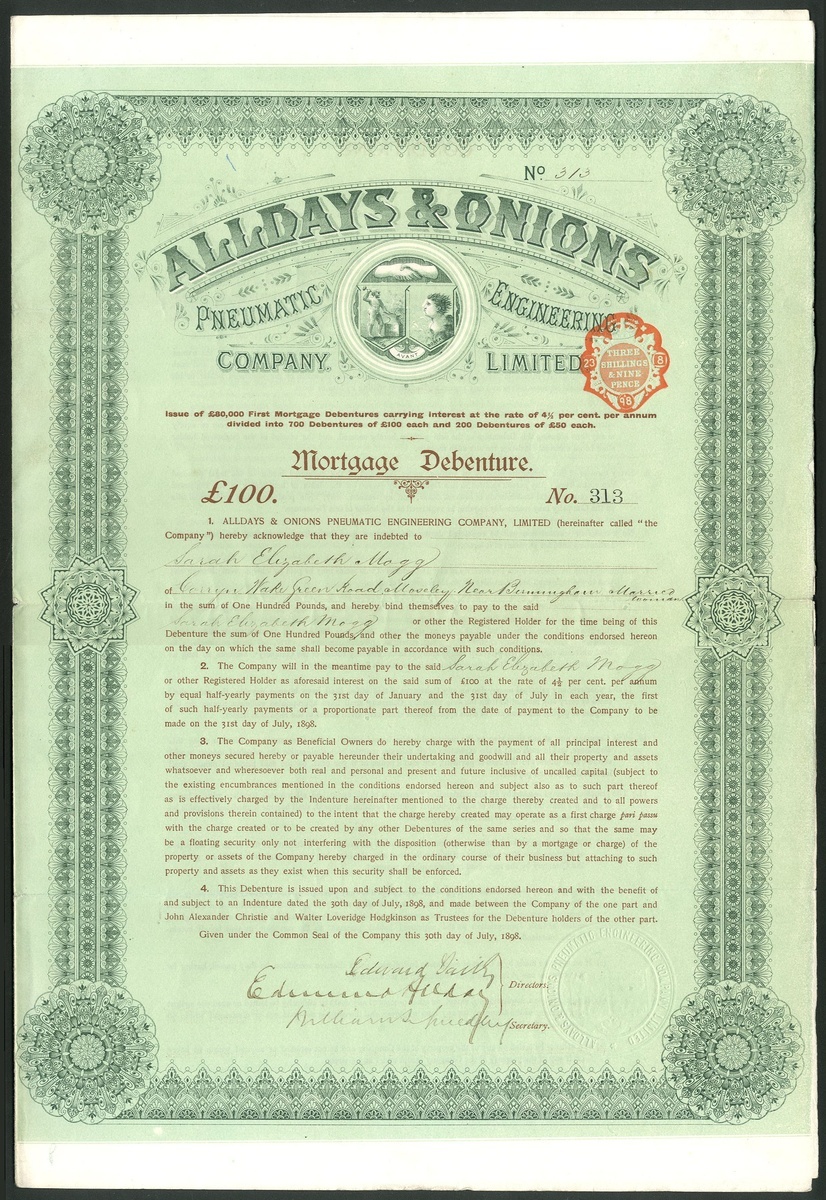 No 313
ALLDAYS & ONIONS
PNEUMATIC ENGINEERING
COMPANY LIMITED
AVANT
THREE
SHILLINGS
& NINE
PENCE
23 8
98
Issue of £80,000 First Mortgage Debentures carrying interest at the rate of 4½ per cent. per annum
divided into 700 Debentures of £100 each and 200 Debentures of £50 each.
Mortgage Debenture.
£100. No. 313
1. ALLDAYS & ONIONS PNEUMATIC ENGINEERING COMPANY, LIMITED (hereinafter called "the
Company") hereby acknowledge that they are indebted to
Sarah Elizabeth Mogg
of Wake Green Road Moseley Near Birmingham Married
woman
in the sum of One Hundred Pounds, and hereby bind themselves to pay to the said
Sarah Elizabeth Mogg or other the Registered Holder for the time being of this
Debenture the sum of One Hundred Pounds, and other the moneys payable under the conditions endorsed hereon
on the day on which the same shall become payable in accordance with such conditions.
2. The Company will in the meantime pay to the said Sarah Elizabeth Mogg
or other Registered Holder as aforesaid interest on the said sum of £100 at the rate of 4½ per cent. per annum
by equal half-yearly payments on the 31st day of January and the 31st day of July in each year, the first
of such half-yearly payments or a proportionate part thereof from the date of payment to the Company to be
made on the 31st day of July, 1898.
3. The Company as Beneficial Owners do hereby charge with the payment of all principal interest and
other moneys secured hereby or payable hereunder their undertaking and goodwill and all their property and assets
whatsoever and wheresoever both real and personal and present and future inclusive of uncalled capital (subject to
the existing encumbrances mentioned in the conditions endorsed hereon and subject also as to such part thereof
as is effectively charged by the Indenture hereinafter mentioned to the charge thereby created and to all powers
and provisions therein contained) to the intent that the charge hereby created may operate as a first charge pari passu
with the charge created or to be created by any other Debentures of the same series and so that the same may
be a floating security only not interfering with the disposition (otherwise than by a mortgage or charge) of the
property or assets of the Company hereby charged in the ordinary course of their business but attaching to such
property and assets as they exist when this security shall be enforced.
4. This Debenture is issued upon and subject to the conditions endorsed hereon and with the benefit of
and subject to an Indenture dated the 30th day of July, 1898, and made between the Company of the one part and
John Alexander Christie and Walter Loveridge Hodgkinson as Trustees for the Debenture holders of the other part.
Given under the Common Seal of the Company this 30th day of July, 1898.
Edward
Edmund Allday Directors.
William Secretary.
ALLDAYS & ONIONS PNEUMATIC ENGINEERING COMPANY LIMITED